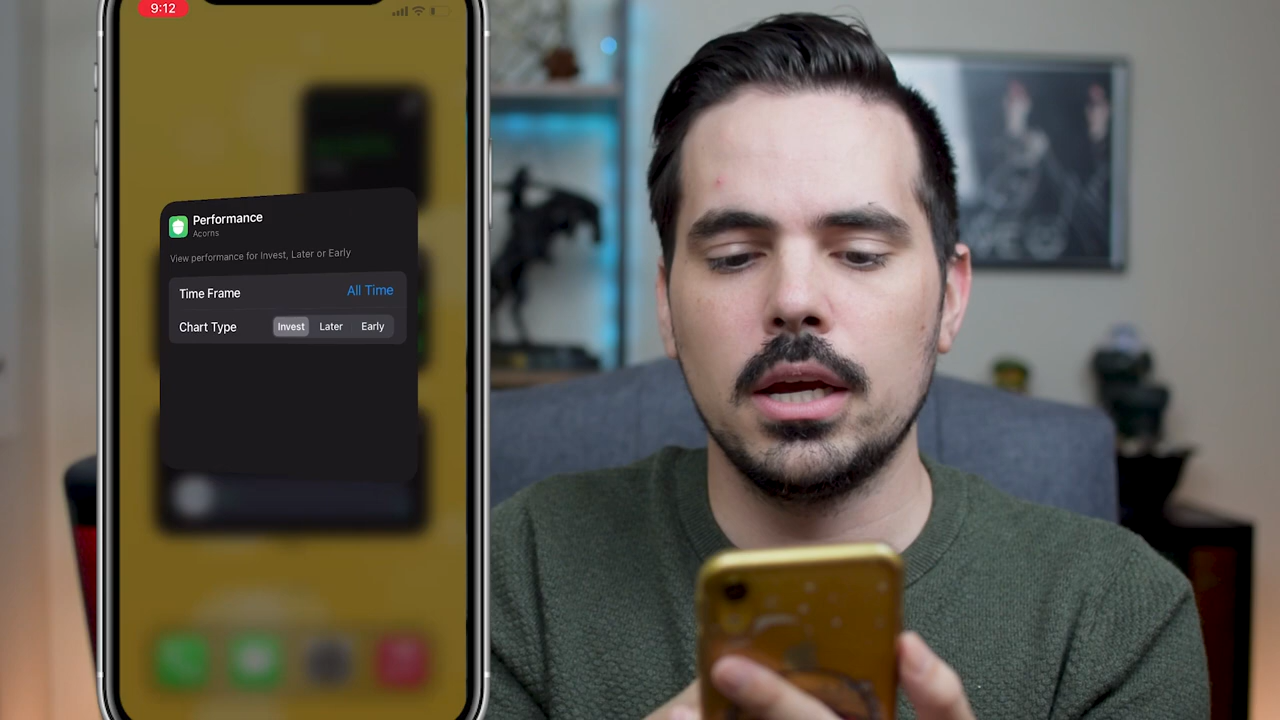 9:12
Performance
Acorns
View performance for Invest, Later or Early
Time Frame All Time
Chart Type Invest Later Early